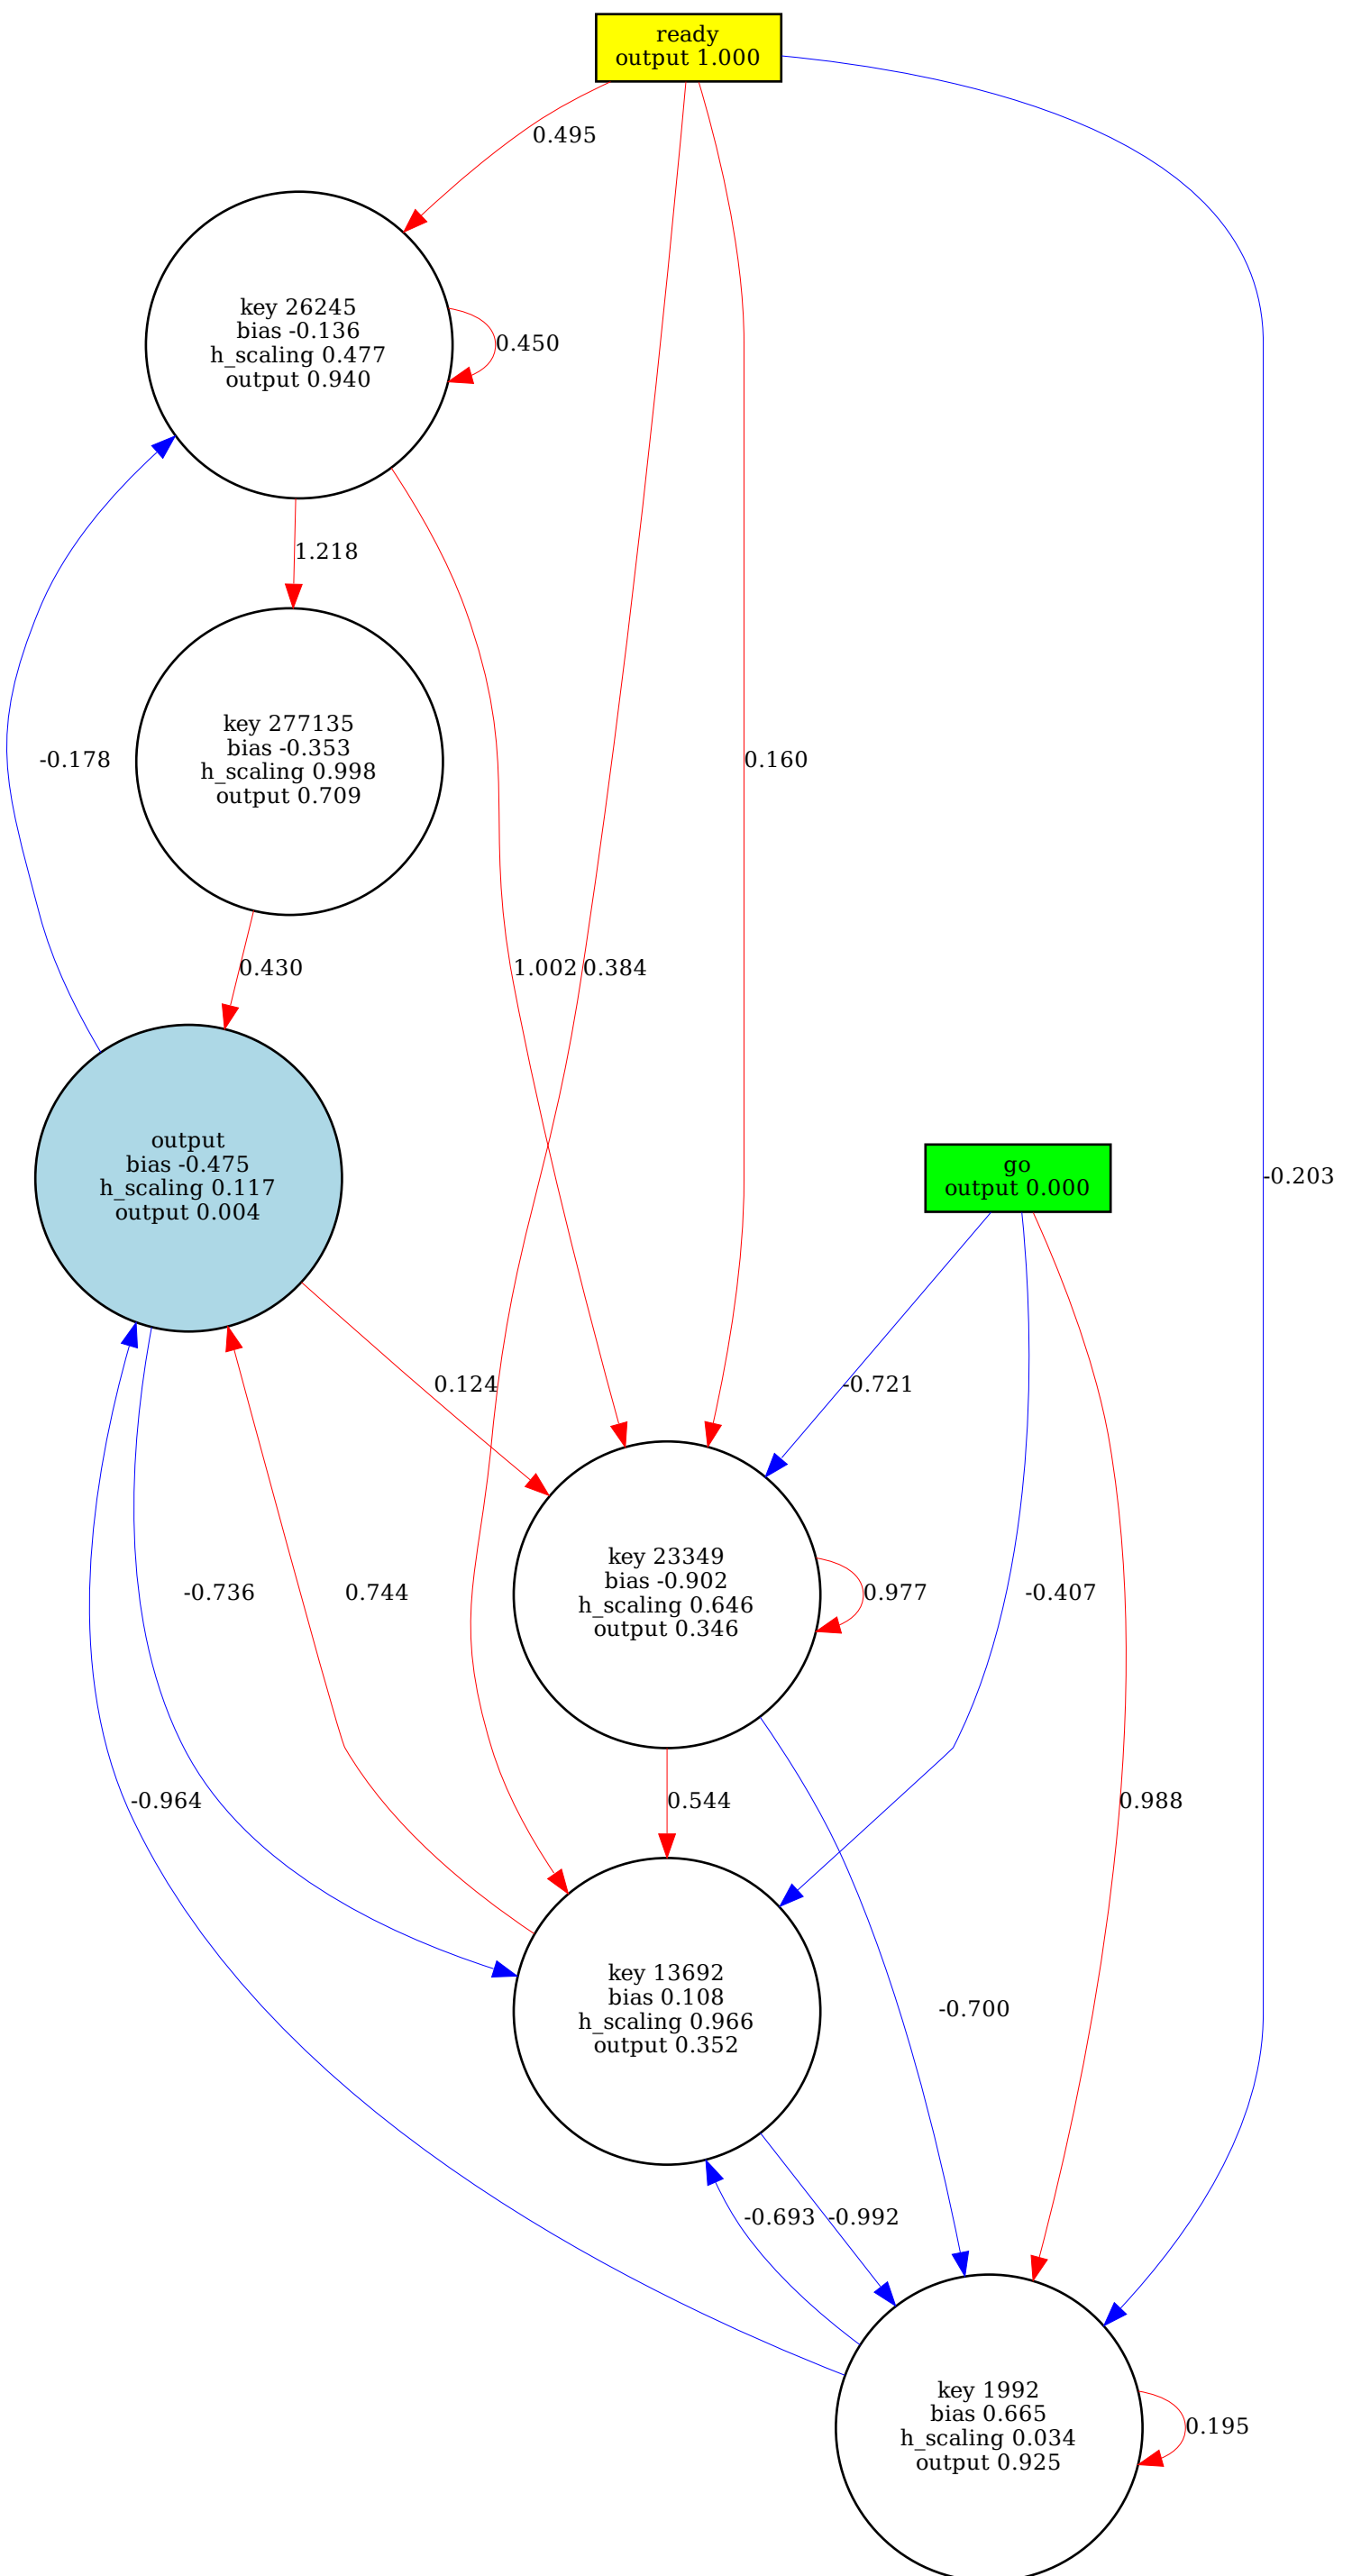 ready
output 1.000
0.495
key 26245
bias -0.136
h_scaling 0.477
output 0.940
0.450
1.218
key 277135
bias -0.353
h_scaling 0.998
output 0.709
-0.178
0.160
0.430
1.002
0.384
output
bias -0.475
h_scaling 0.117
output 0.004
go
output 0.000
-0.203
0.124
-0.721
key 23349
bias -0.902
h_scaling 0.646
output 0.346
-0.736
0.744
0.977
-0.407
-0.964
0.544
0.988
key 13692
bias 0.108
h_scaling 0.966
output 0.352
-0.700
-0.693
-0.992
key 1992
bias 0.665
h_scaling 0.034
output 0.925
0.195